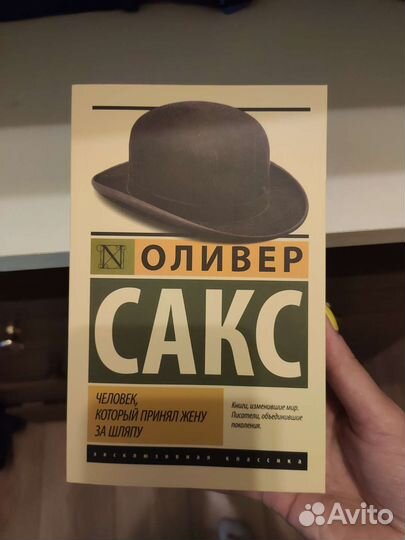 N ОЛИВЕР
САКС
ЧЕЛОВЕК,
КОТОРЫЙ ПРИНЯЛ ЖЕНУ
ЗА ШЛЯПУ
Книги, изменившие мир.
Писатели, объединившие
поколения.
эксклюзивная классика
Avito